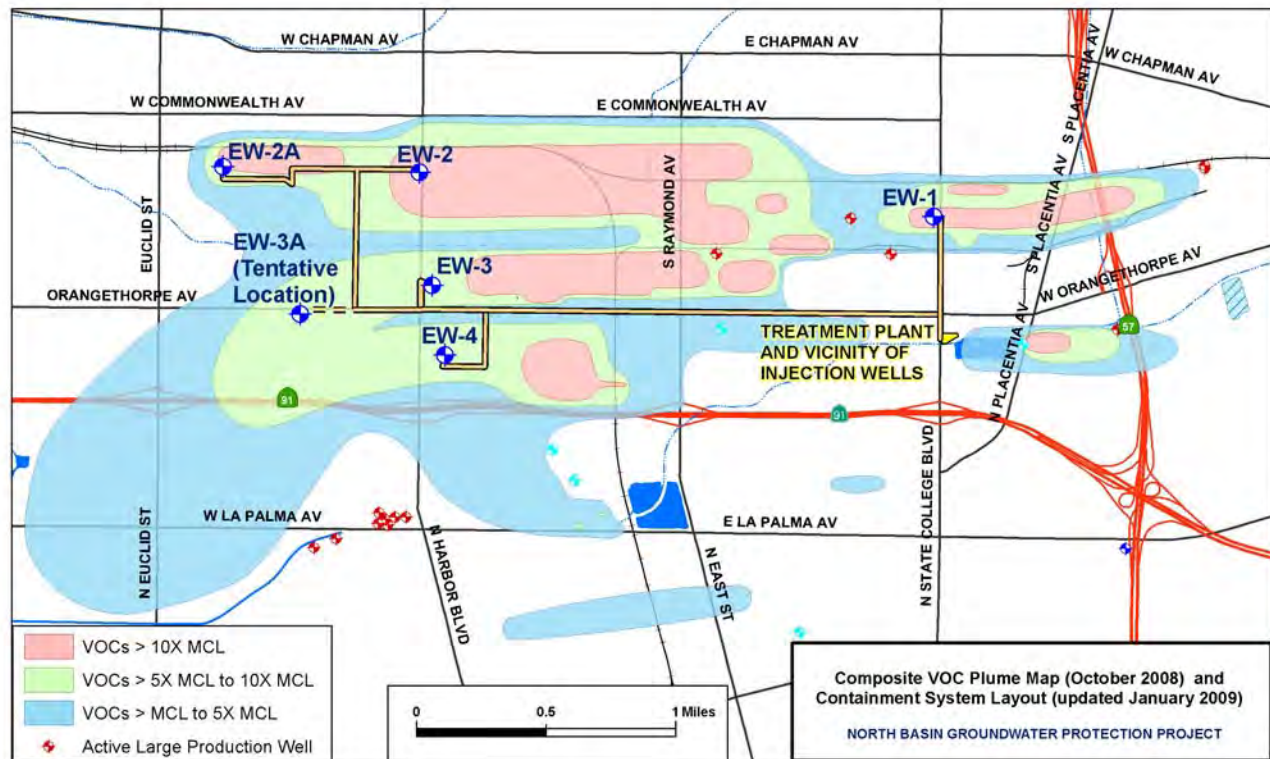 W CHAPMAN AV
E CHAPMAN AV
W CHAPMAN AV
S PLACENTIA AV
W COMMONWEALTH AV
E COMMONWEALTH AV
EW-2A
EW-2
EW-1
EUCLID ST
S RAYMOND AV
S PLACENTIA AV
EW-3A
(Tentative
Location)
EW-3
ORANGETHORPE AV
W ORANGETHORPE AV
EW-4
TREATMENT PLANT
AND VICINITY OF
INJECTION WELLS
57
N PLACENTIA AV
91
91
W LA PALMA AV
E LA PALMA AV
N EUCLID ST
N HARBOR BLVD
N EAST ST
N STATE COLLEGE BLVD
VOCs > 10X MCL
VOCs > 5X MCL to 10X MCL
VOCs > MCL to 5X MCL
Active Large Production Well
0 0.5 1 Miles
Composite VOC Plume Map (October 2008) and
Containment System Layout (updated January 2009)
NORTH BASIN GROUNDWATER PROTECTION PROJECT